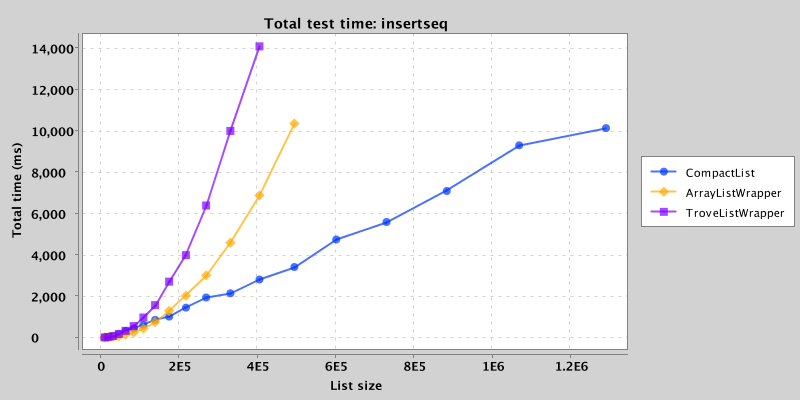 Total test time: insertseq
Total time (ms)
14,000
12,000
10,000
8,000
6,000
4,000
2,000
0
0 2E5 4E5 6E5 8E5 1E6 1.2E6
List size
CompactList
ArrayListWrapper
TroveListWrapper